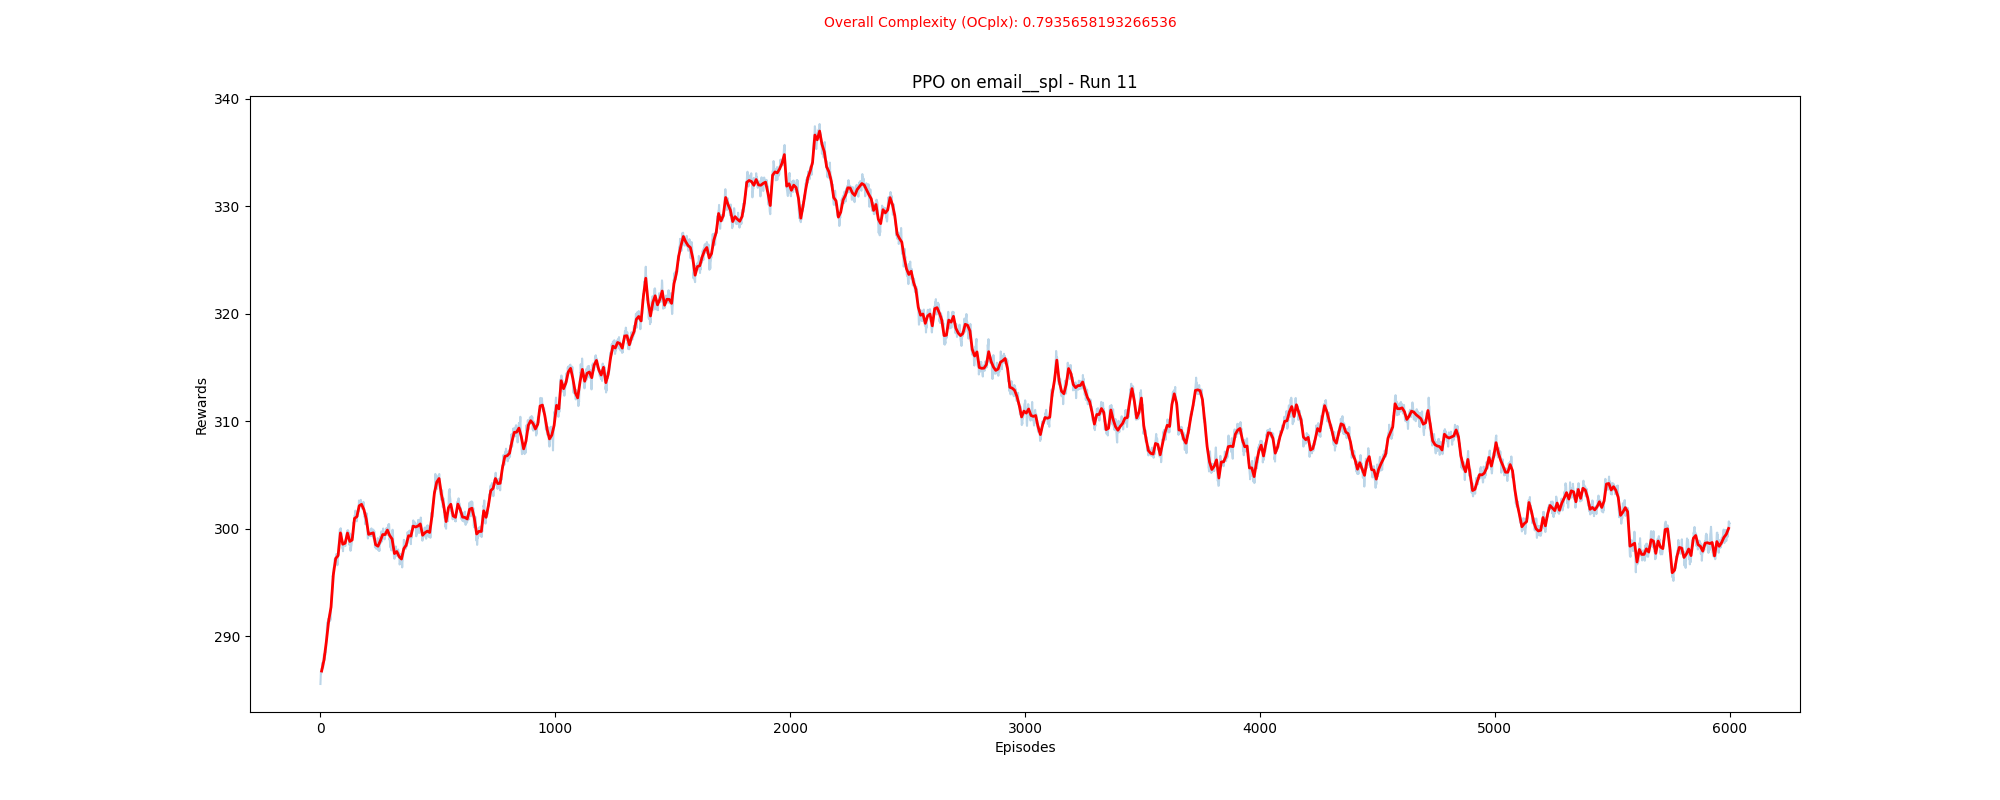 Overall Complexity (OCplx): 0.7935658193266536
PPO on email__spl - Run 11
340
330
320
310
300
290
Rewards
0 1000 2000 3000 4000 5000 6000
Episodes